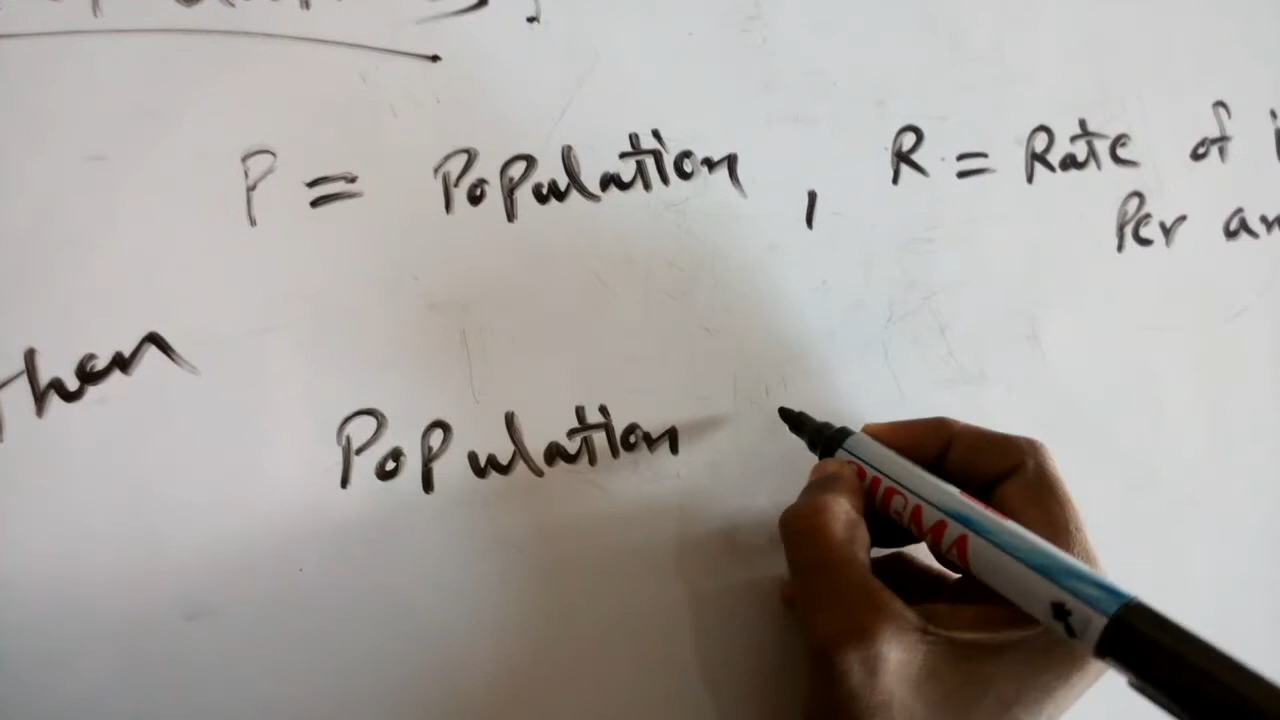 P = Population , R = Rate of
Per
Then
Population
SIGMA